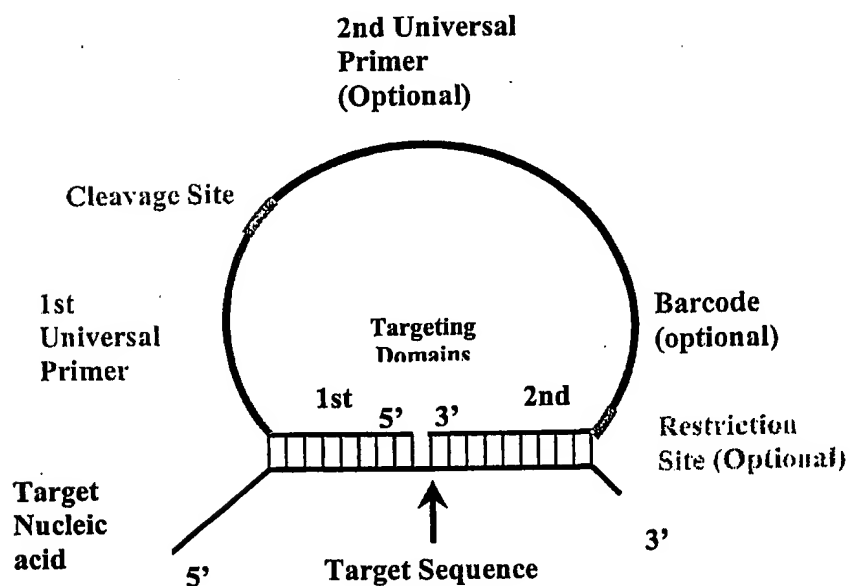 2nd Universal
Primer
(Optional)
Cleavage Site
1st
Universal
Primer
Targeting
Domains
Barcode
(optional)
1st
5’
3’
2nd
Restriction
Site (Optional)
Target
Nucleic
acid
5’
Target Sequence
3’